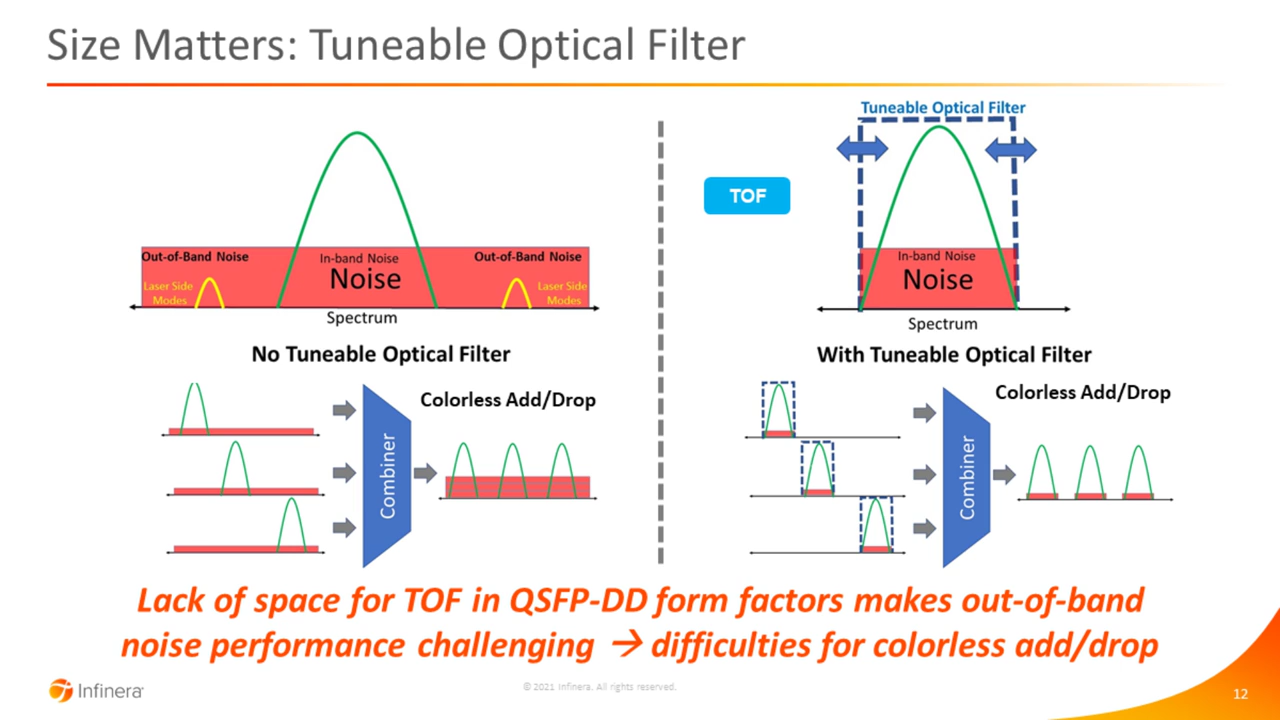 Size Matters: Tuneable Optical Filter
Out-of-Band Noise
In-band Noise
Out-of-Band Noise
Noise
Laser Side
Modes
Laser Side
Modes
Spectrum
No Tuneable Optical Filter
Colorless Add/Drop
Combiner
Tuneable Optical Filter
TOF
In-band Noise
Noise
Spectrum
With Tuneable Optical Filter
Colorless Add/Drop
Combiner
Lack of space for TOF in QSFP-DD form factors makes out-of-band
noise performance challenging → difficulties for colorless add/drop
Infinera
© 2021 Infinera. All rights reserved.
12